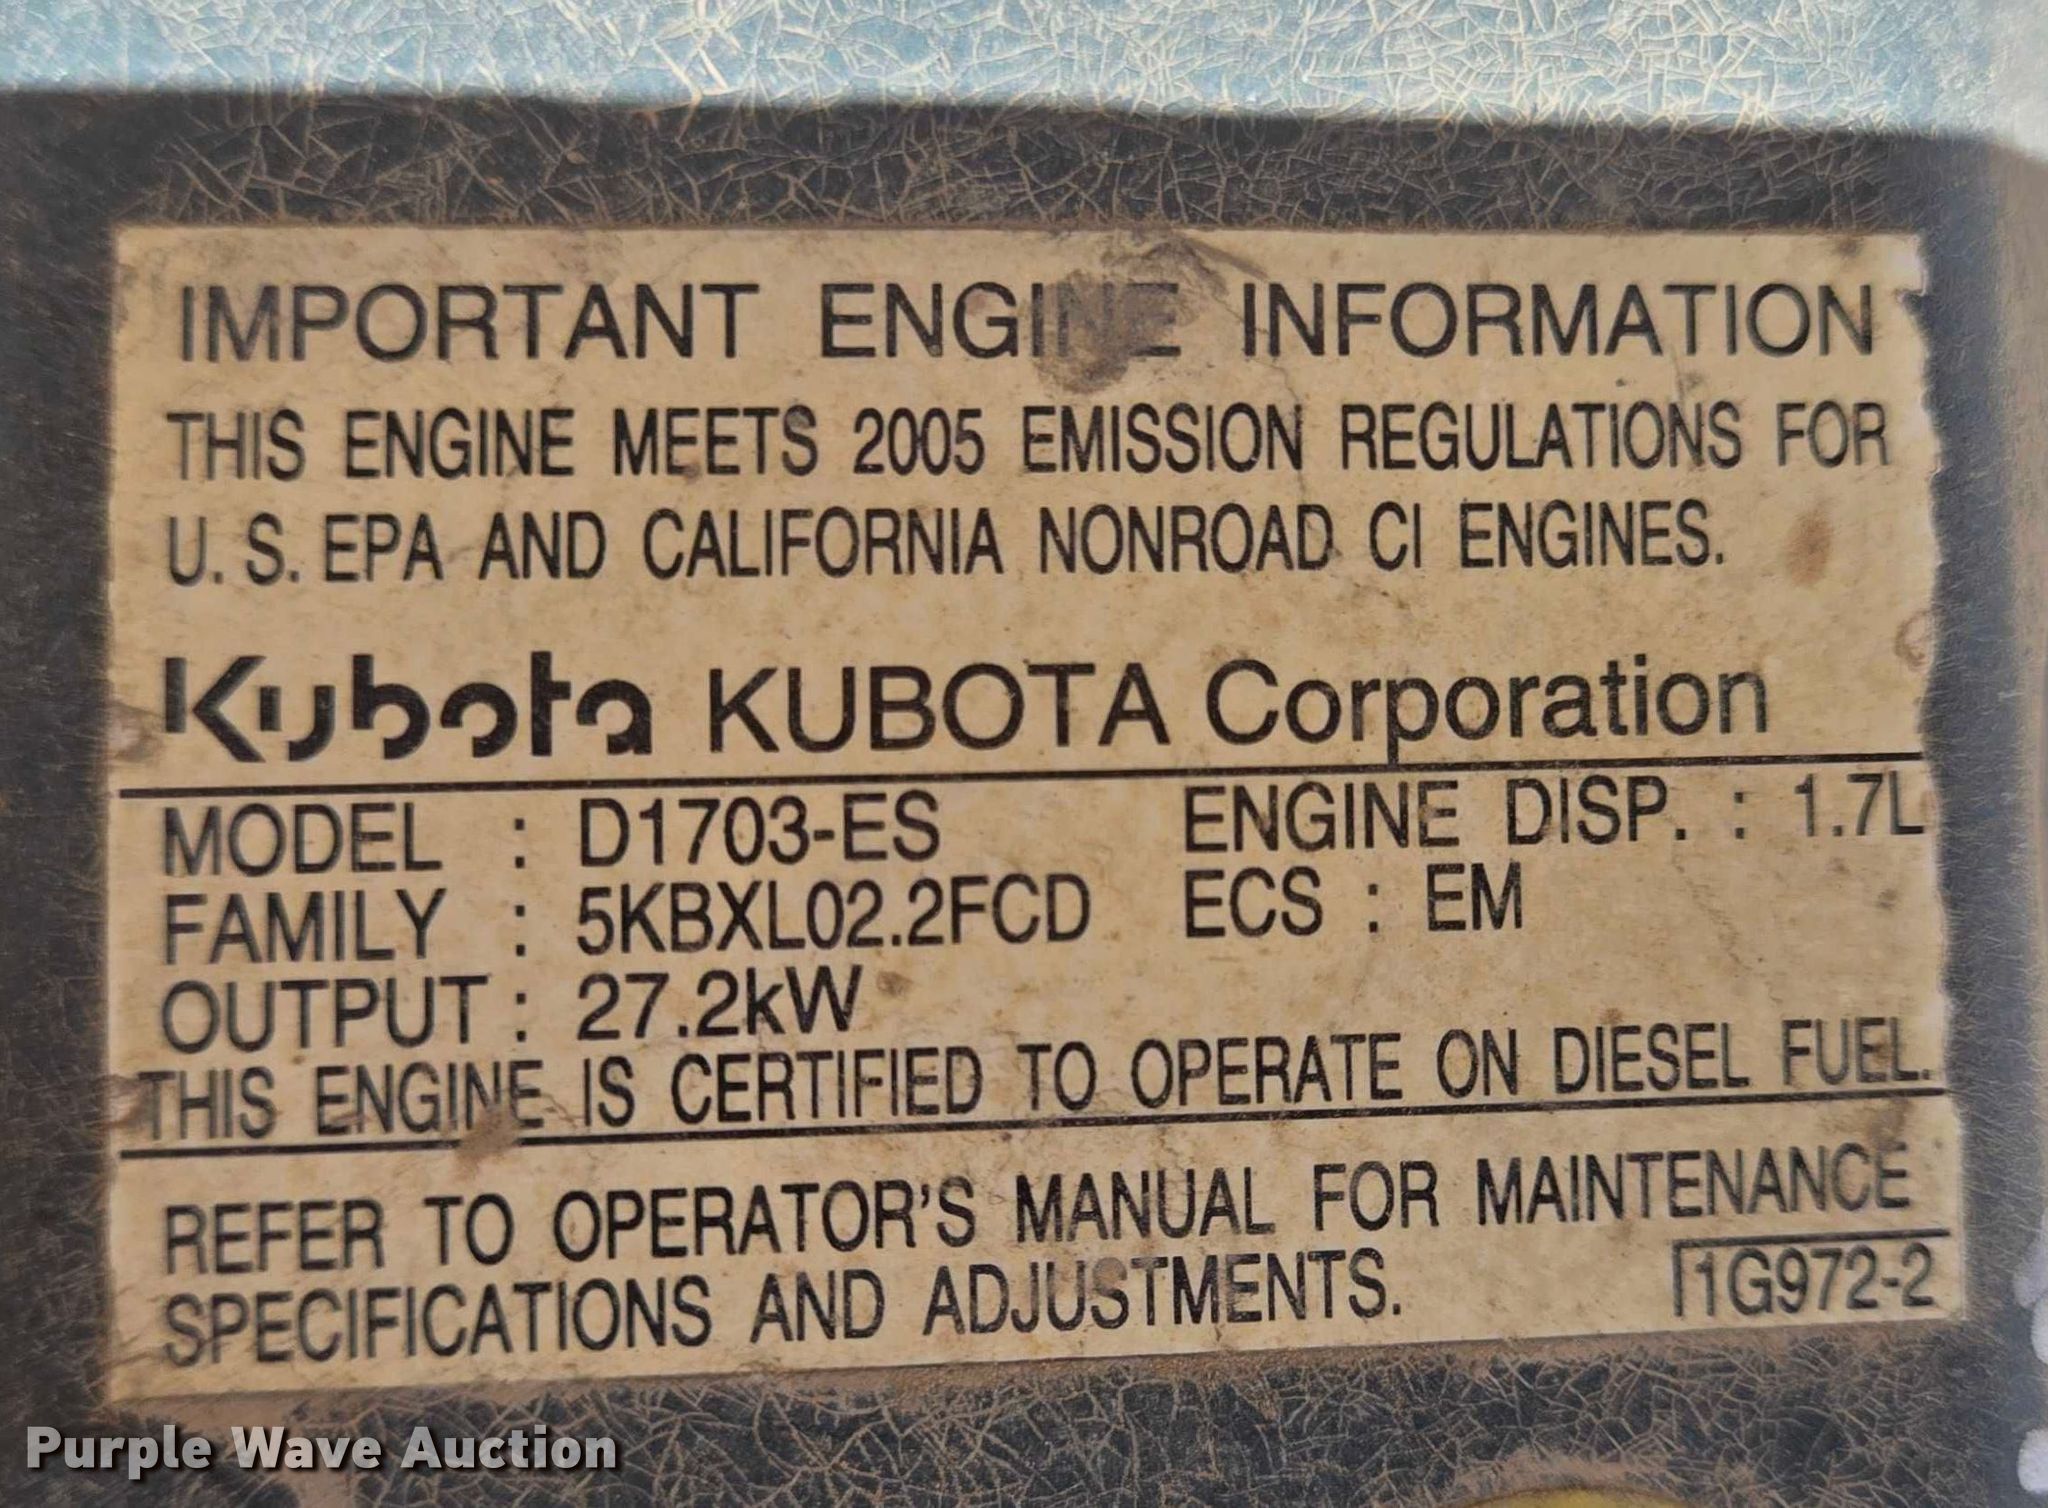 IMPORTANT ENGINE INFORMATION
THIS ENGINE MEETS 2005 EMISSION REGULATIONS FOR
U.S. EPA AND CALIFORNIA NONROAD CI ENGINES.
Kubota KUBOTA Corporation
MODEL : D1703-ES ENGINE DISP. : 1.7L
FAMILY : 5KBXL02.2FCD ECS : EM
OUTPUT : 27.2kW
THIS ENGINE IS CERTIFIED TO OPERATE ON DIESEL FUEL.
REFER TO OPERATOR'S MANUAL FOR MAINTENANCE
SPECIFICATIONS AND ADJUSTMENTS. 1G972-2
Purple Wave Auction